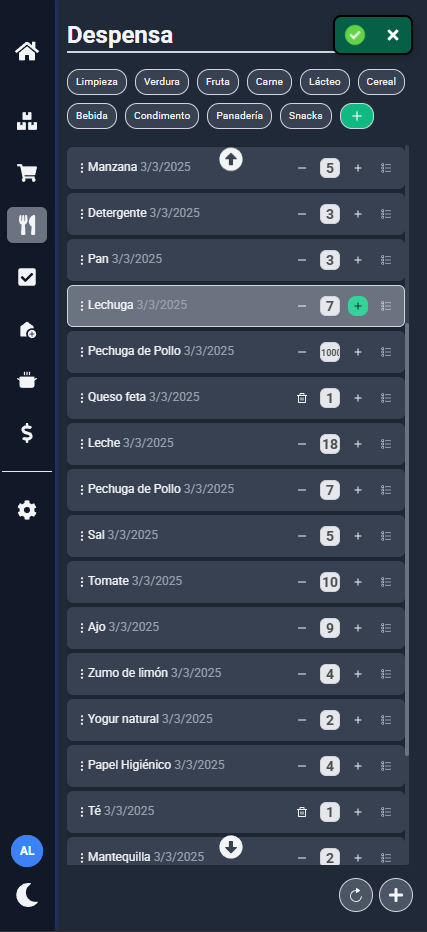 Despensa
Limpieza Verdura Fruta Carne Lácteo Cereal
Bebida Condimento Panadería Snacks +
Manzana 3/3/2025 − 5 +
Detergente 3/3/2025 − 3 +
Pan 3/3/2025 − 3 +
Lechuga 3/3/2025 − 7 +
Pechuga de Pollo 3/3/2025 − 1000 +
Queso feta 3/3/2025 1 +
Leche 3/3/2025 − 18 +
Pechuga de Pollo 3/3/2025 − 7 +
Sal 3/3/2025 − 5 +
Tomate 3/3/2025 − 10 +
Ajo 3/3/2025 − 9 +
Zumo de limón 3/3/2025 − 4 +
Yogur natural 3/3/2025 − 2 +
Papel Higiénico 3/3/2025 − 4 +
Té 3/3/2025 1 +
Mantequilla 3/3/2025 − 2 +
AL